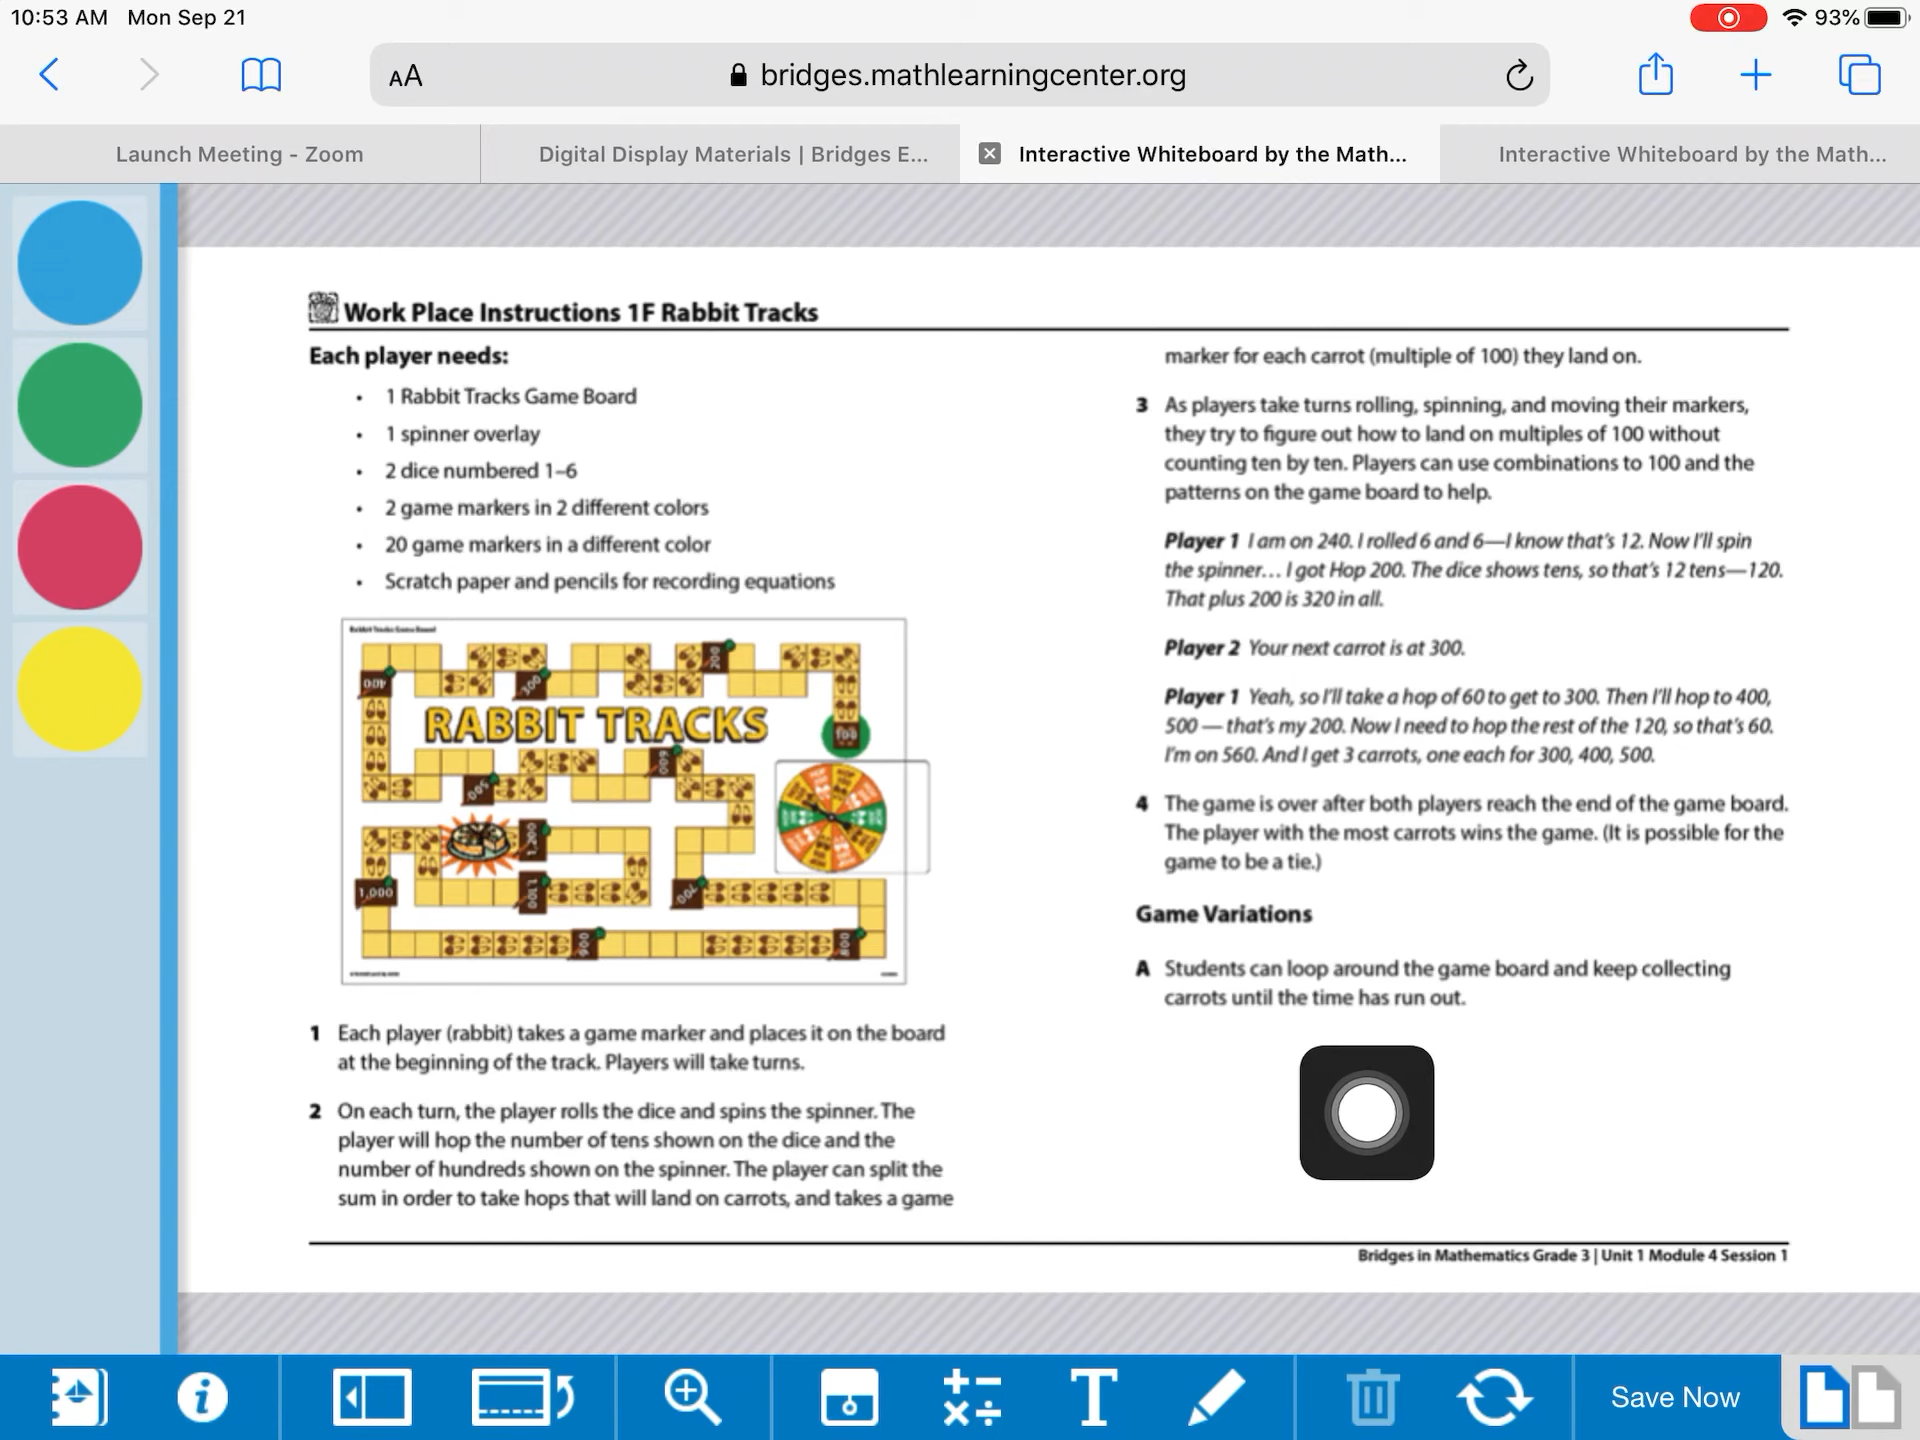 10:53 AM Mon Sep 21
93%
AA
bridges.mathlearningcenter.org
Launch Meeting - Zoom
Digital Display Materials | Bridges E...
Interactive Whiteboard by the Math...
Interactive Whiteboard by the Math...
Work Place Instructions 1F Rabbit Tracks
Each player needs:
• 1 Rabbit Tracks Game Board
• 1 spinner overlay
• 2 dice numbered 1–6
• 2 game markers in 2 different colors
• 20 game markers in a different color
• Scratch paper and pencils for recording equations
Rabbit Tracks Game Board
200
400
300
RABBIT TRACKS
100
600
500
1,200
1,000
1,100
700
900
800
1 Each player (rabbit) takes a game marker and places it on the board
at the beginning of the track. Players will take turns.
2 On each turn, the player rolls the dice and spins the spinner. The
player will hop the number of tens shown on the dice and the
number of hundreds shown on the spinner. The player can split the
sum in order to take hops that will land on carrots, and takes a game
marker for each carrot (multiple of 100) they land on.
3 As players take turns rolling, spinning, and moving their markers,
they try to figure out how to land on multiples of 100 without
counting ten by ten. Players can use combinations to 100 and the
patterns on the game board to help.
Player 1 I am on 240. I rolled 6 and 6—I know that's 12. Now I'll spin
the spinner... I got Hop 200. The dice shows tens, so that's 12 tens—120.
That plus 200 is 320 in all.
Player 2 Your next carrot is at 300.
Player 1 Yeah, so I'll take a hop of 60 to get to 300. Then I'll hop to 400,
500 — that's my 200. Now I need to hop the rest of the 120, so that's 60.
I'm on 560. And I get 3 carrots, one each for 300, 400, 500.
4 The game is over after both players reach the end of the game board.
The player with the most carrots wins the game. (It is possible for the
game to be a tie.)
Game Variations
A Students can loop around the game board and keep collecting
carrots until the time has run out.
Bridges in Mathematics Grade 3 | Unit 1 Module 4 Session 1
T
Save Now